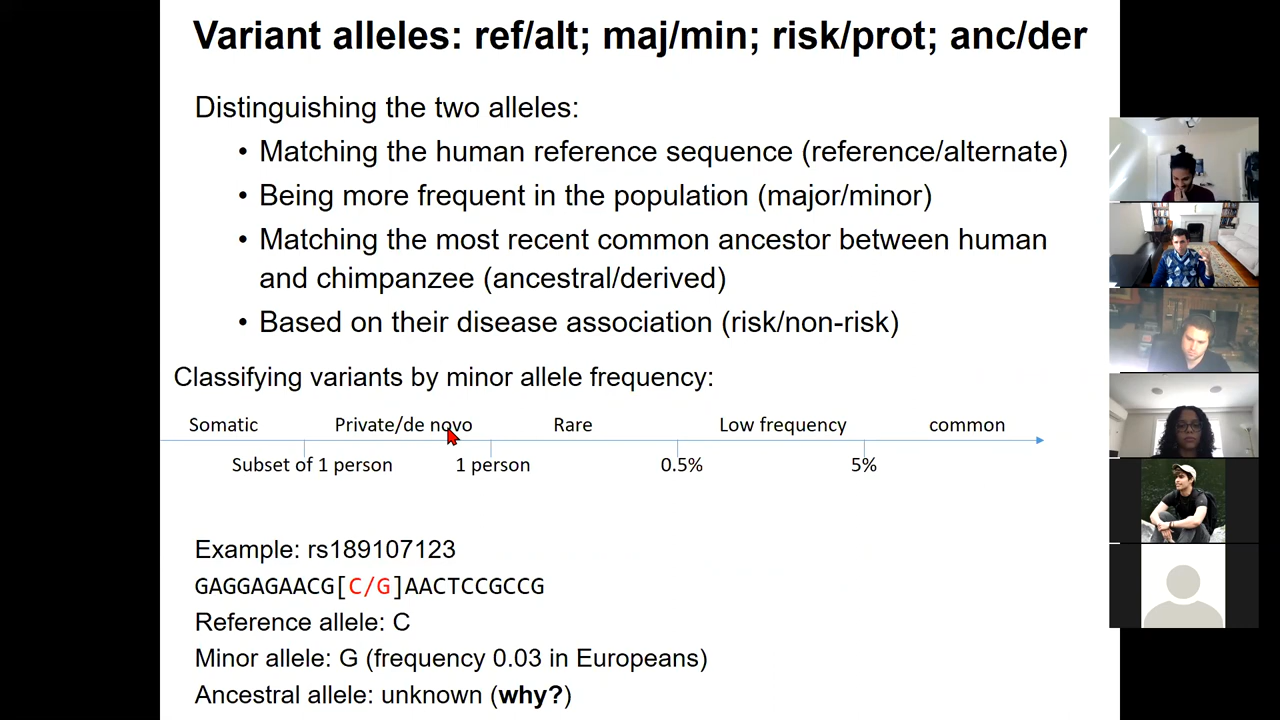 Variant alleles: ref/alt; maj/min; risk/prot; anc/der
Distinguishing the two alleles:
• Matching the human reference sequence (reference/alternate)
• Being more frequent in the population (major/minor)
• Matching the most recent common ancestor between human
and chimpanzee (ancestral/derived)
• Based on their disease association (risk/non-risk)
Classifying variants by minor allele frequency:
Somatic Private/de novo Rare Low frequency common
Subset of 1 person 1 person 0.5% 5%
Example: rs189107123
GAGGAGAACG[C/G]AACTCCGCCG
Reference allele: C
Minor allele: G (frequency 0.03 in Europeans)
Ancestral allele: unknown (why?)